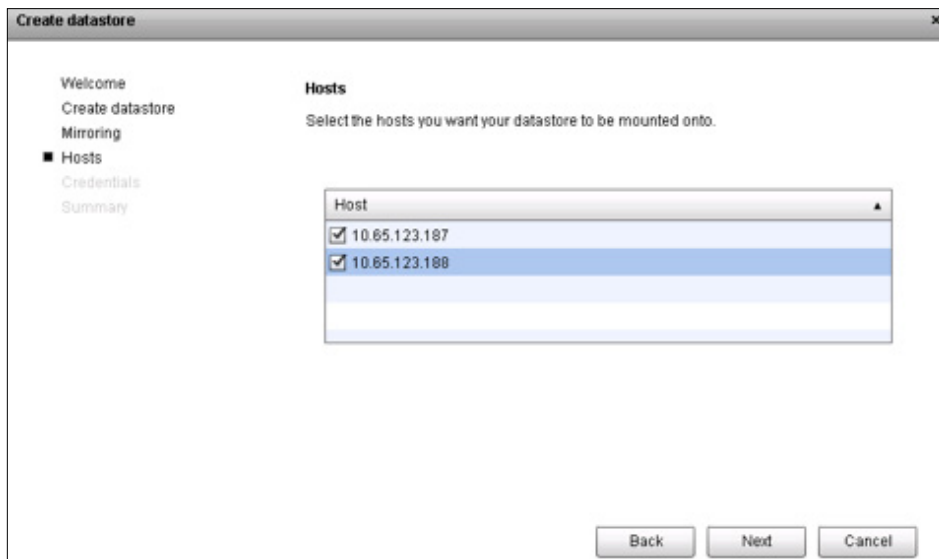 Create datastore
Welcome
Create datastore
Mirroring
Hosts
Credentials
Summary
Hosts
Select the hosts you want your datastore to be mounted onto.
Host
10.65.123.187
10.65.123.188
Back
Next
Cancel